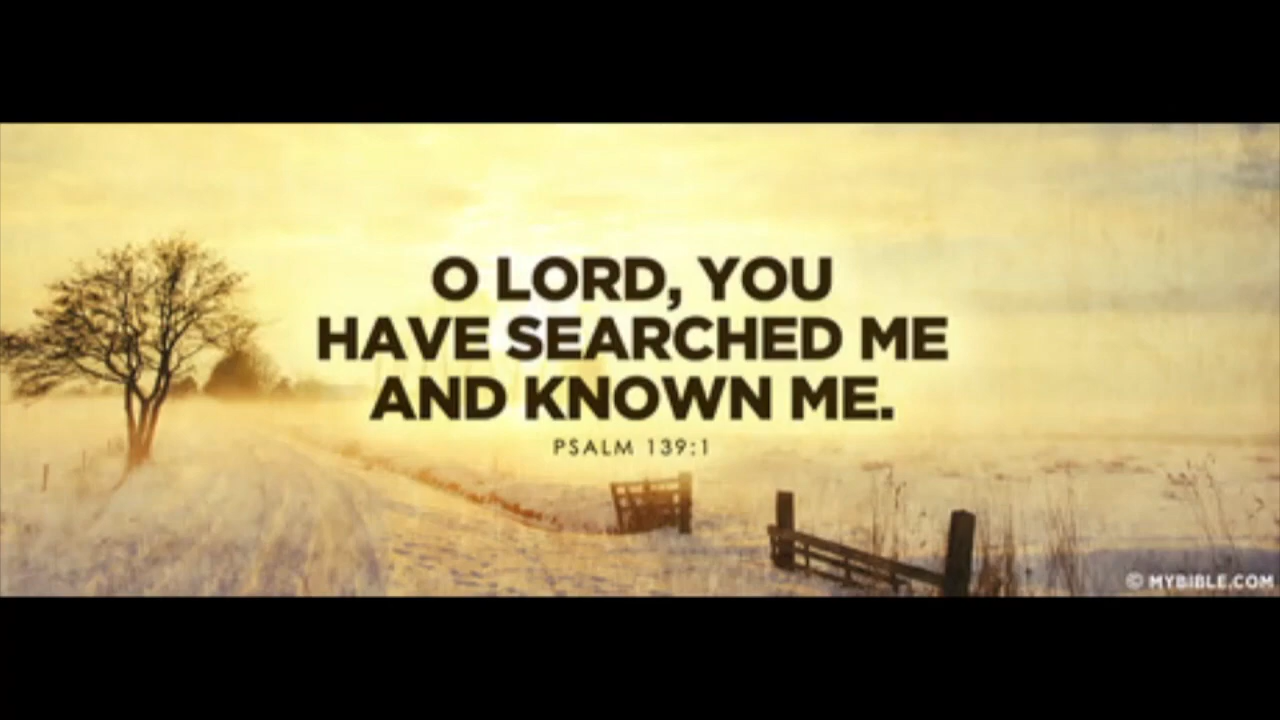 O LORD, YOU
HAVE SEARCHED ME
AND KNOWN ME.
PSALM 139:1
© MYBIBLE.COM